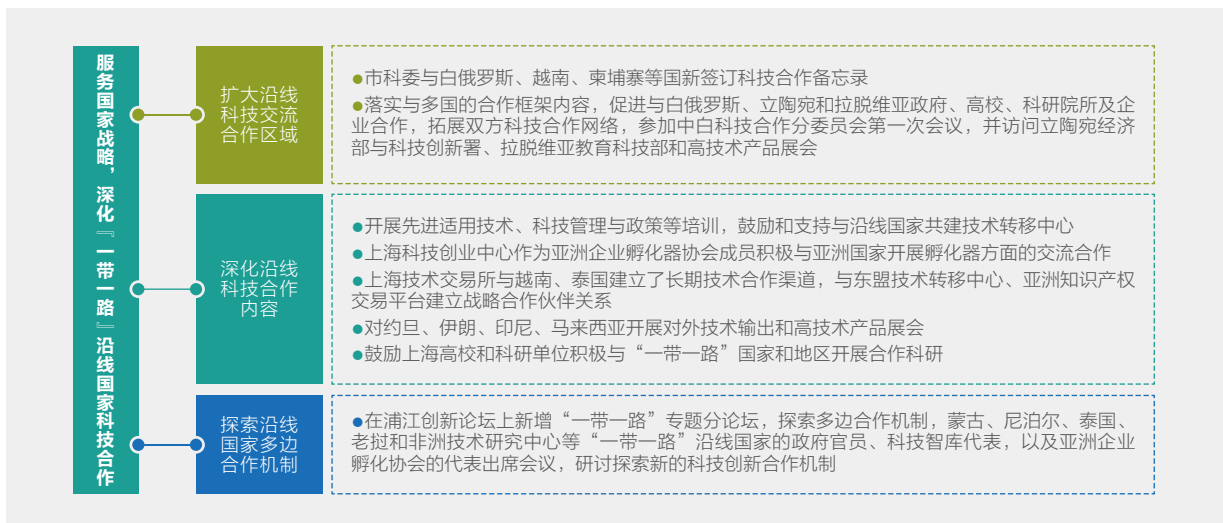 服务国家战略，深化『一带一路』沿线国家科技合作
扩大沿线
科技交流
合作区域
●市科委与白俄罗斯、越南、柬埔寨等国新签订科技合作备忘录
●落实与多国的合作框架内容，促进与白俄罗斯、立陶宛和拉脱维亚政府、高校、科研院所及企
业合作，拓展双方科技合作网络，参加中白科技合作分委员会第一次会议，并访问立陶宛经济
部与科技创新署、拉脱维亚教育科技部和高技术产品展会
深化沿线
科技合作
内容
●开展先进适用技术、科技管理与政策等培训，鼓励和支持与沿线国家共建技术转移中心
●上海科技创业中心作为亚洲企业孵化器协会成员积极与亚洲国家开展孵化器方面的交流合作
●上海技术交易所与越南、泰国建立了长期技术合作渠道，与东盟技术转移中心、亚洲知识产权
交易平台建立战略合作伙伴关系
●对约旦、伊朗、印尼、马来西亚开展对外技术输出和高技术产品展会
●鼓励上海高校和科研单位积极与“一带一路”国家和地区开展合作科研
探索沿线
国家多边
合作机制
●在浦江创新论坛上新增“一带一路”专题分论坛，探索多边合作机制，蒙古、尼泊尔、泰国、
老挝和非洲技术研究中心等“一带一路”沿线国家的政府官员、科技智库代表，以及亚洲企业
孵化协会的代表出席会议，研讨探索新的科技创新合作机制